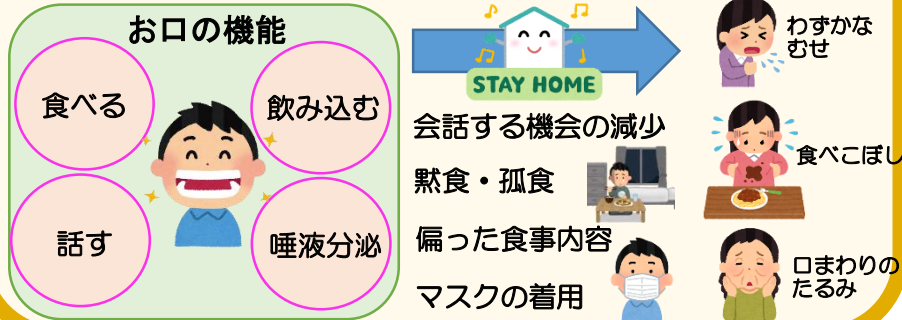 お口の機能
食べる
飲み込む
話す
唾液分泌
STAY HOME
会話する機会の減少
黙食・孤食
偏った食事内容
マスクの着用
わずかな
むせ
食べこぼし
口まわりの
たるみ